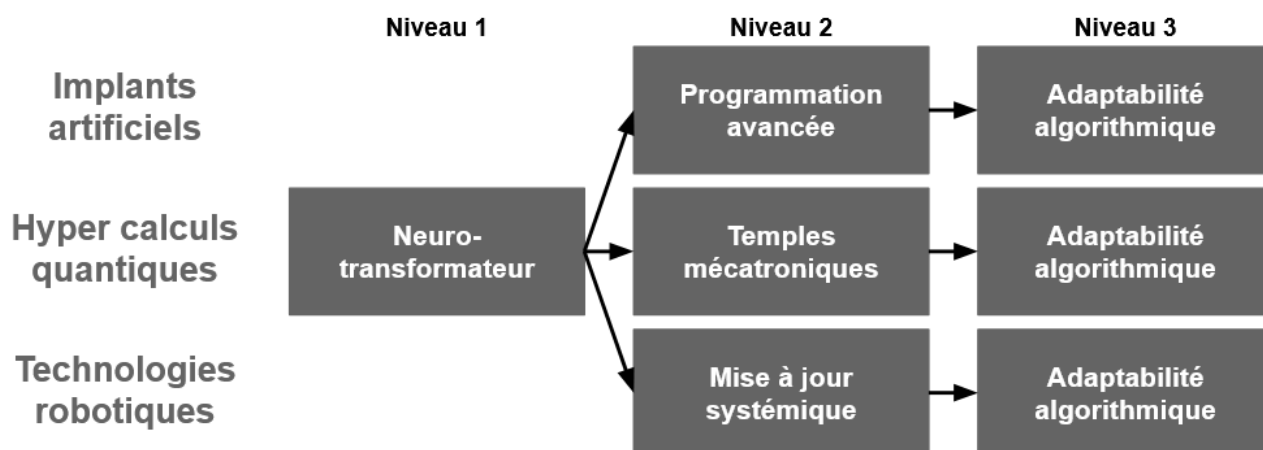 Niveau 1
Niveau 2
Niveau 3
Implants
artificiels
Programmation
avancée
Adaptabilité
algorithmique
Hyper calculs
quantiques
Neuro-
transformateur
Temples
mécatroniques
Adaptabilité
algorithmique
Technologies
robotiques
Mise à jour
systémique
Adaptabilité
algorithmique